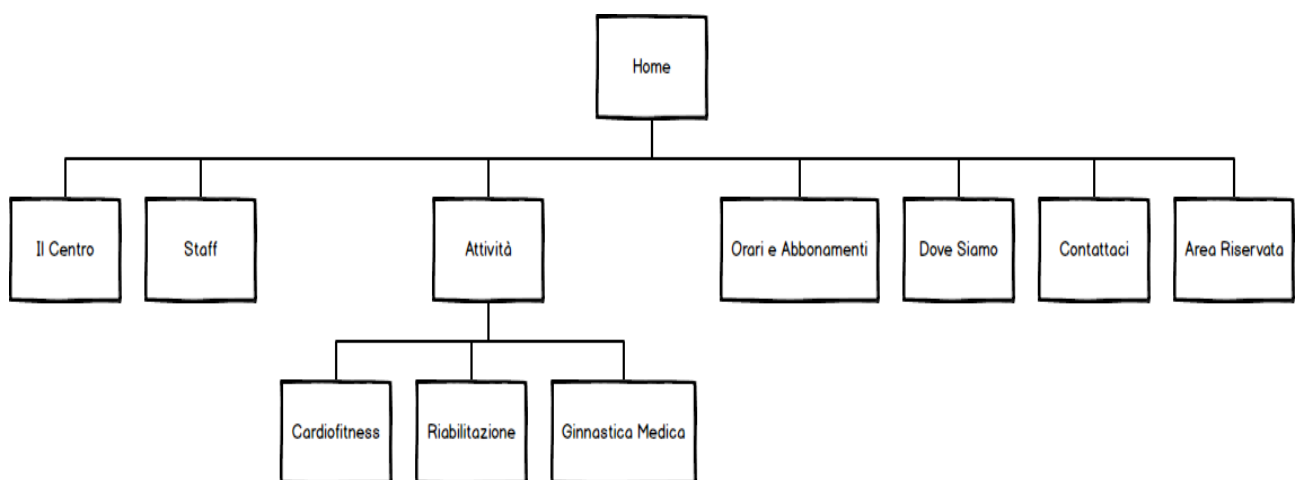 Home
Il Centro
Staff
Attività
Orari e Abbonamenti
Dove Siamo
Contattaci
Area Riservata
Cardiofitness
Riabilitazione
Ginnastica Medica